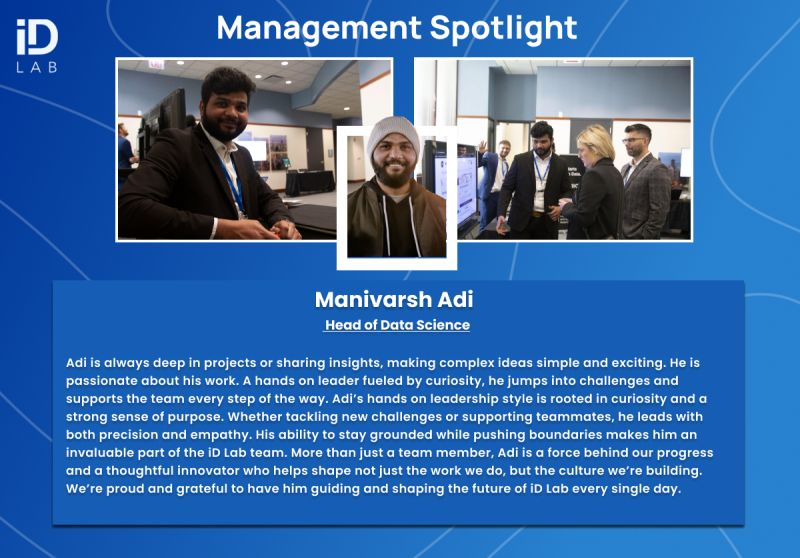 iD
LAB
Management Spotlight
Manivarsh Adi
Head of Data Science
Adi is always deep in projects or sharing insights, making complex ideas simple and exciting. He is
passionate about his work. A hands on leader fueled by curiosity, he jumps into challenges and
supports the team every step of the way. Adi’s hands on leadership style is rooted in curiosity and a
strong sense of purpose. Whether tackling new challenges or supporting teammates, he leads with
both precision and empathy. His ability to stay grounded while pushing boundaries makes him an
invaluable part of the iD Lab team. More than just a team member, Adi is a force behind our progress
and a thoughtful innovator who helps shape not just the work we do, but the culture we’re building.
We’re proud and grateful to have him guiding and shaping the future of iD Lab every single day.